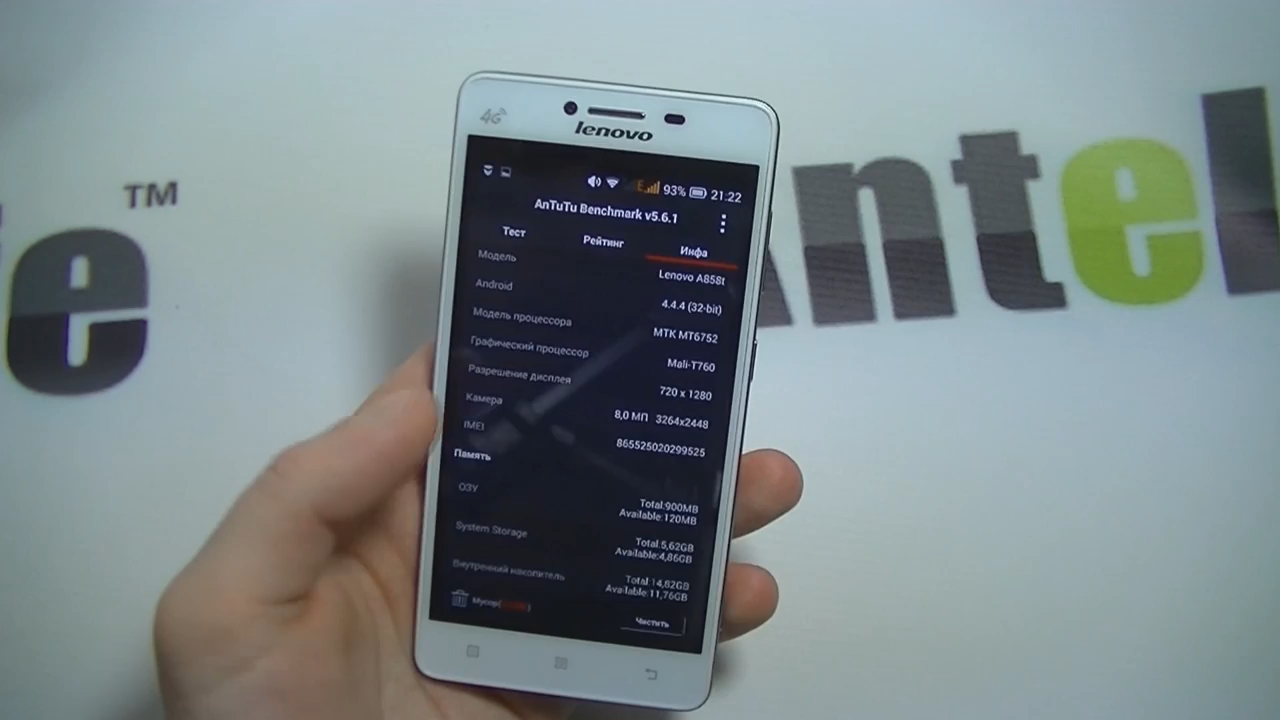 TM
Antel
4G
lenovo
E 93% 21:22
AnTuTu Benchmark v5.6.1
Тест Рейтинг Инфа
Модель Lenovo A858t
Android 4.4.4 (32-bit)
Модель процессора MTK MT6752
Графический процессор Mali-T760
Разрешение дисплея 720 x 1280
Камера 8,0 МП 3264x2448
IMEI 865525020299525
Память
ОЗУ Total:900MB
Available:120MB
System Storage Total:5,62GB
Available:4,86GB
Внутренний накопитель Total:14,82GB
Available:11,76GB
Мусор
Чистить